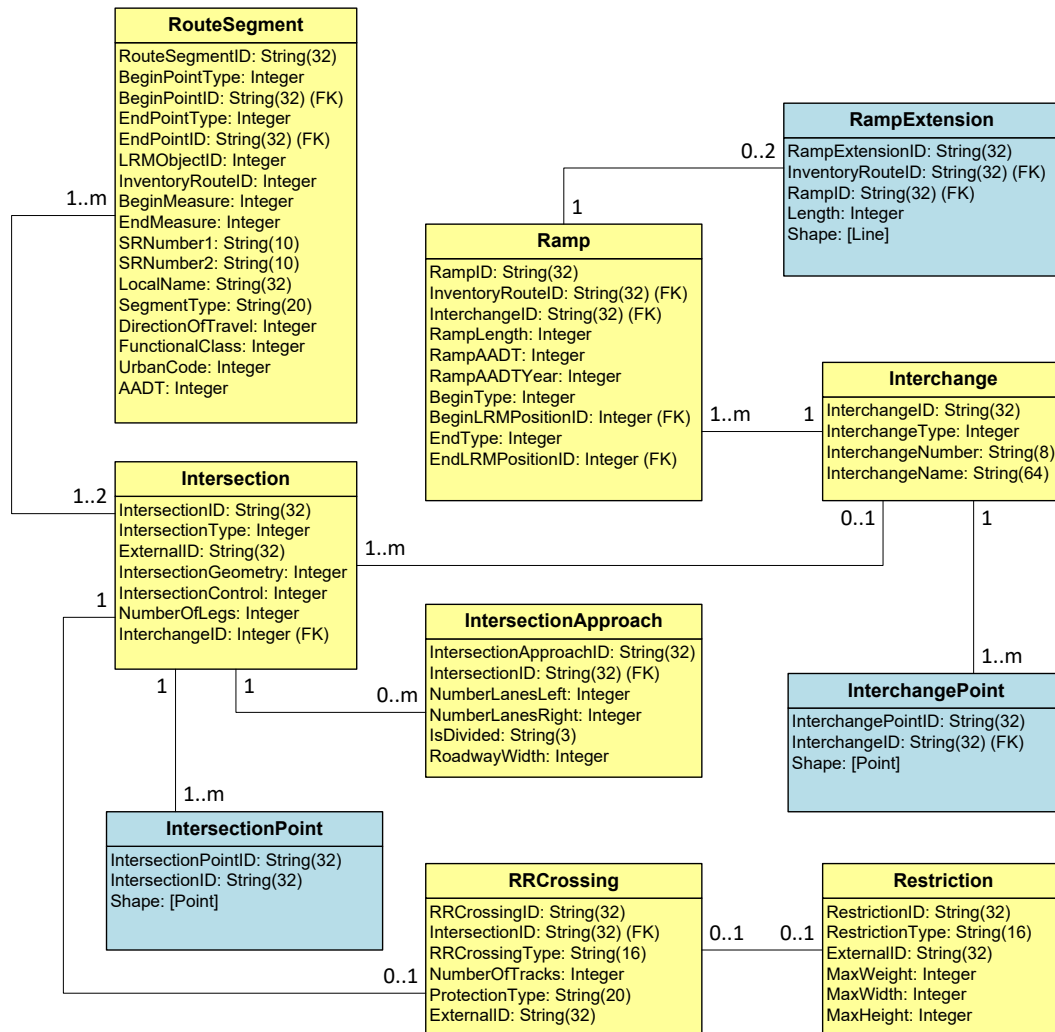 RouteSegment
RouteSegmentID: String(32)
BeginPointType: Integer
BeginPointID: String(32) (FK)
EndPointType: Integer
EndPointID: String(32) (FK)
LRMObjectID: Integer
InventoryRouteID: Integer
BeginMeasure: Integer
EndMeasure: Integer
SRNumber1: String(10)
SRNumber2: String(10)
LocalName: String(32)
SegmentType: String(20)
DirectionOfTravel: Integer
FunctionalClass: Integer
UrbanCode: Integer
AADT: Integer
1..m
1..2
RampExtension
RampExtensionID: String(32)
InventoryRouteID: String(32) (FK)
RampID: String(32) (FK)
Length: Integer
Shape: [Line]
0..2
1
Ramp
RampID: String(32)
InventoryRouteID: String(32) (FK)
InterchangeID: String(32) (FK)
RampLength: Integer
RampAADT: Integer
RampAADTYear: Integer
BeginType: Integer
BeginLRMPositionID: Integer (FK)
EndType: Integer
EndLRMPositionID: Integer (FK)
1..m
1
Interchange
InterchangeID: String(32)
InterchangeType: Integer
InterchangeNumber: String(8)
InterchangeName: String(64)
0..1
1
Intersection
IntersectionID: String(32)
IntersectionType: Integer
ExternalID: String(32)
IntersectionGeometry: Integer
IntersectionControl: Integer
NumberOfLegs: Integer
InterchangeID: Integer (FK)
1..m
1
1
1
IntersectionApproach
IntersectionApproachID: String(32)
IntersectionID: String(32) (FK)
NumberLanesLeft: Integer
NumberLanesRight: Integer
IsDivided: String(3)
RoadwayWidth: Integer
0..m
1..m
InterchangePoint
InterchangePointID: String(32)
InterchangeID: String(32) (FK)
Shape: [Point]
1..m
IntersectionPoint
IntersectionPointID: String(32)
IntersectionID: String(32)
Shape: [Point]
RRCrossing
RRCrossingID: String(32)
IntersectionID: String(32) (FK)
RRCrossingType: String(16)
NumberOfTracks: Integer
ProtectionType: String(20)
ExternalID: String(32)
0..1
0..1
0..1
Restriction
RestrictionID: String(32)
RestrictionType: String(16)
ExternalID: String(32)
MaxWeight: Integer
MaxWidth: Integer
MaxHeight: Integer